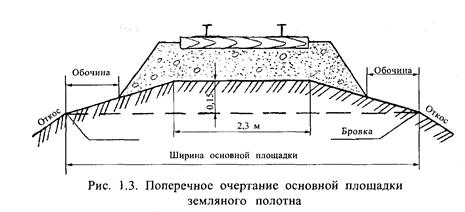 Обочина
Обочина
Откос
0,15
Откос
2,3 м
Бровка
Ширина основной площадки
Рис. 1.3. Поперечное очертание основной площадки
земляного полотна